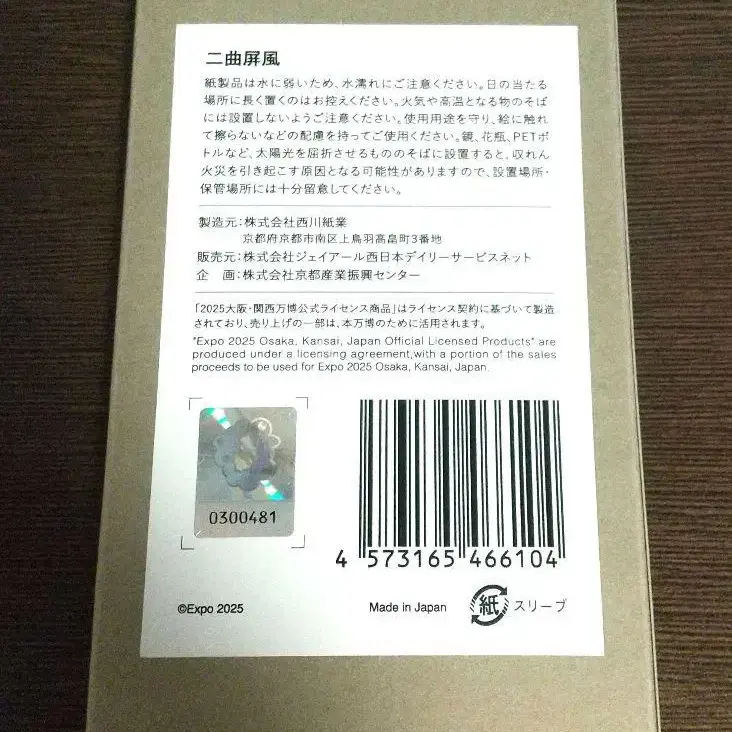 二曲屏風
紙製品は水に弱いため、水濡れにご注意ください。日の当たる
場所に長く置くのはお控えください。火気や高温となる物のそば
には設置しないようご注意ください。使用用途を守り、絵に触れ
て擦らないなどの配慮を持ってご使用ください。鏡、花瓶、PETボ
トルなど、太陽光を屈折させるもののそばに設置すると、収れん
火災を引き起こす原因となる可能性がありますので、設置場所・
保管場所には十分留意してください。
製造元：株式会社西川紙業
京都府京都市南区上鳥羽高畠町3番地
販売元：株式会社ジェイアール西日本デイリーサービスネット
企　画：株式会社京都産業振興センター
「2025大阪・関西万博公式ライセンス商品」はライセンス契約に基づいて製造
されており、売り上げの一部は、本万博のために活用されます。
"Expo 2025 Osaka, Kansai, Japan Official Licensed Products" are
produced under a licensing agreement,with a portion of the sales
proceeds to be used for Expo 2025 Osaka, Kansai, Japan.
0300481
4 573165 466104
©Expo 2025
Made in Japan
紙 スリーブ